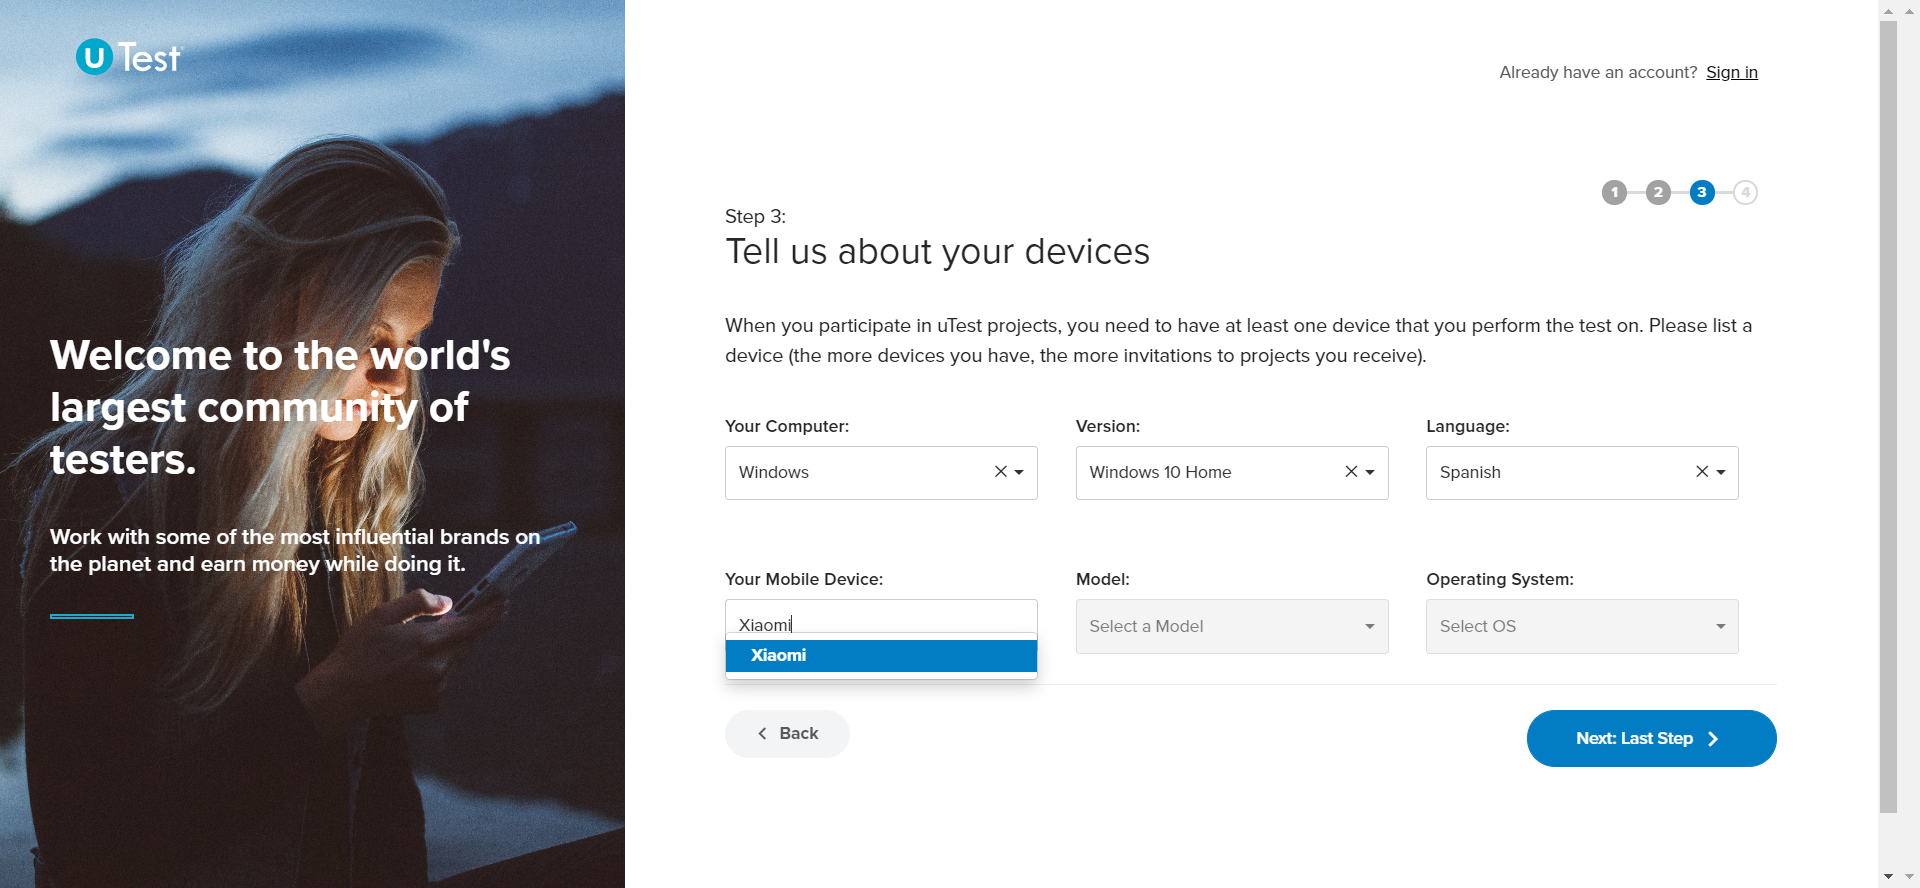 U Test
Already have an account? Sign in
1 2 3 4
Step 3:
Tell us about your devices
Welcome to the world's
largest community of
testers.
Work with some of the most influential brands on
the planet and earn money while doing it.
When you participate in uTest projects, you need to have at least one device that you perform the test on. Please list a
device (the more devices you have, the more invitations to projects you receive).
Your Computer: Version: Language:
Windows Windows 10 Home Spanish
Your Mobile Device: Model: Operating System:
Xiaomi Select a Model Select OS
Xiaomi
Back Next: Last Step